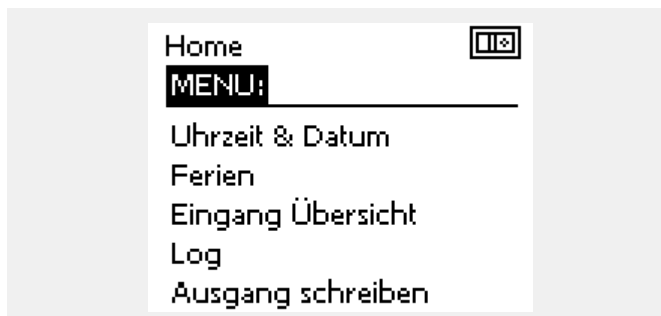 Home
MENU:
Uhrzeit & Datum
Ferien
Eingang Übersicht
Log
Ausgang schreiben